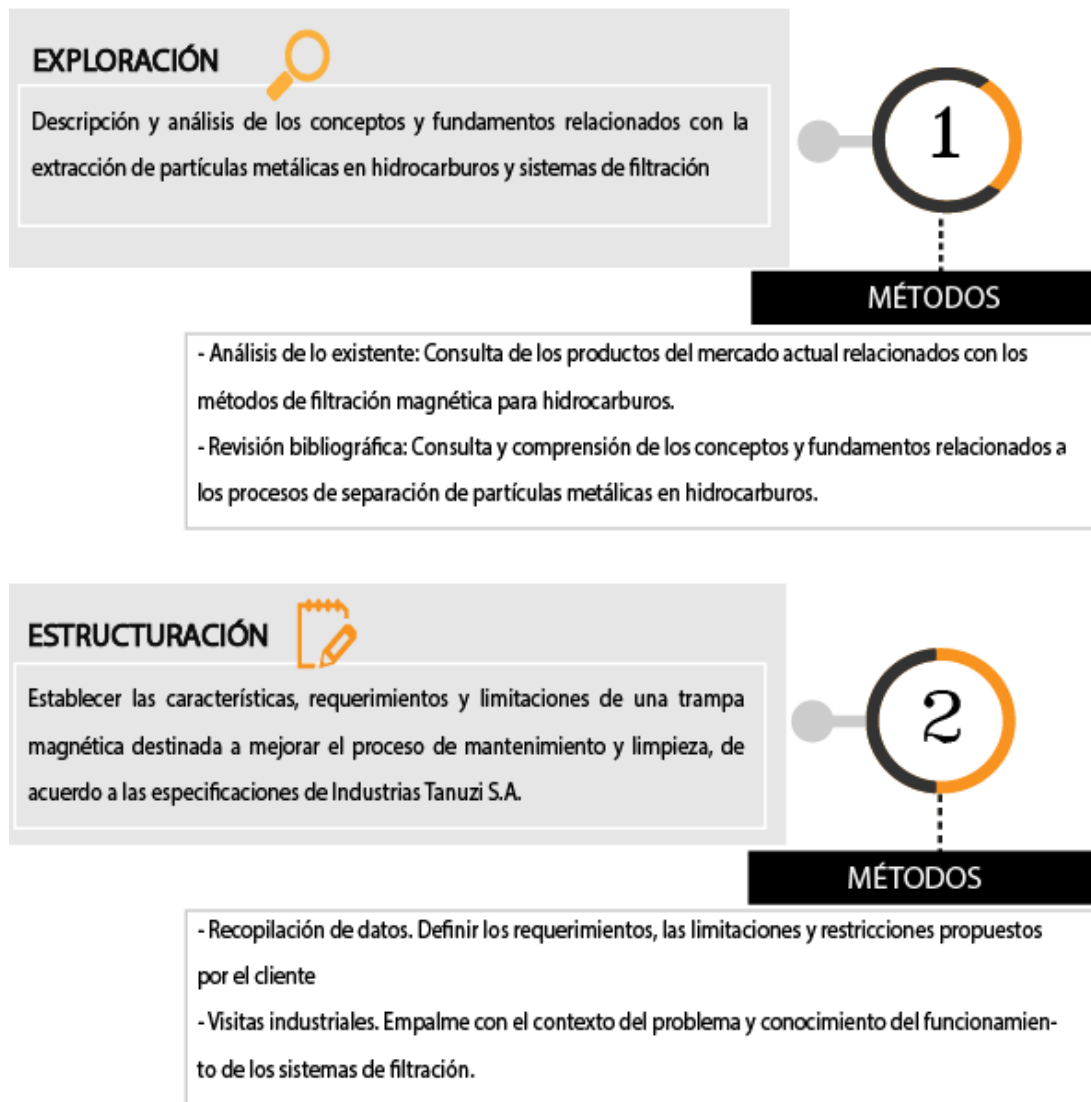 EXPLORACIÓN
Descripción y análisis de los conceptos y fundamentos relacionados con la
extracción de partículas metálicas en hidrocarburos y sistemas de filtración
1
MÉTODOS
- Análisis de lo existente: Consulta de los productos del mercado actual relacionados con los
métodos de filtración magnética para hidrocarburos.
- Revisión bibliográfica: Consulta y comprensión de los conceptos y fundamentos relacionados a
los procesos de separación de partículas metálicas en hidrocarburos.
ESTRUCTURACIÓN
Establecer las características, requerimientos y limitaciones de una trampa
magnética destinada a mejorar el proceso de mantenimiento y limpieza, de
acuerdo a las especificaciones de Industrias Tanuzi S.A.
2
MÉTODOS
- Recopilación de datos. Definir los requerimientos, las limitaciones y restricciones propuestos
por el cliente
- Visitas industriales. Empalme con el contexto del problema y conocimiento del funcionamien-
to de los sistemas de filtración.